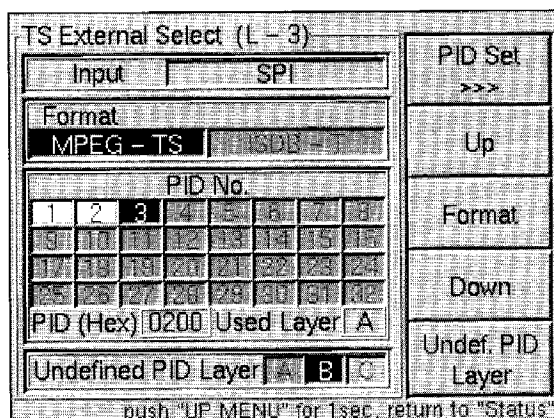 TS External Select (L - 3)
Input SPI
Format
MPEG - TS ISDB - T
PID No.
1 2 3 4 5 6 7 8
9 10 11 12 13 14 15 16
17 18 19 20 21 22 23 24
25 26 27 28 29 30 31 32
PID (Hex) 0200 Used Layer A
Undefined PID Layer A B C
PID Set
>>>
Up
Format
Down
Undef. PID
Layer
push "UP MENU" for 1sec, return to "Status"